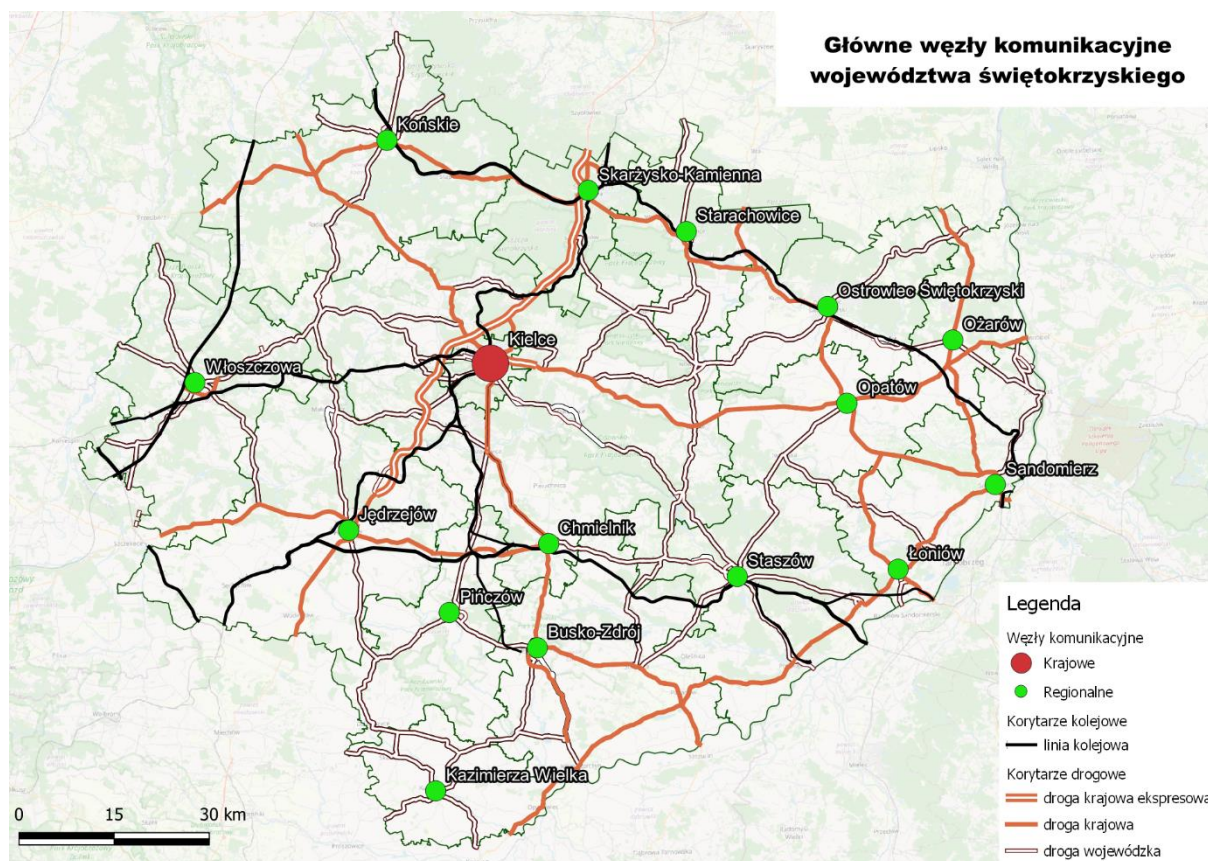 Główne węzły komunikacyjne
województwa świętokrzyskiego
Końskie
Skarżysko-Kamienna
Starachowice
Ostrowiec Świętokrzyski
Ożarów
Kielce
Włoszczowa
Opatów
Sandomierz
Jędrzejów
Chmielnik
Łoniów
Staszów
Pińczów
Busko-Zdrój
Kazimierza Wielka
Legenda
Węzły komunikacyjne
Krajowe
Regionalne
Korytarze kolejowe
linia kolejowa
Korytarze drogowe
droga krajowa ekspresowa
droga krajowa
droga wojewódzka
0 15 30 km